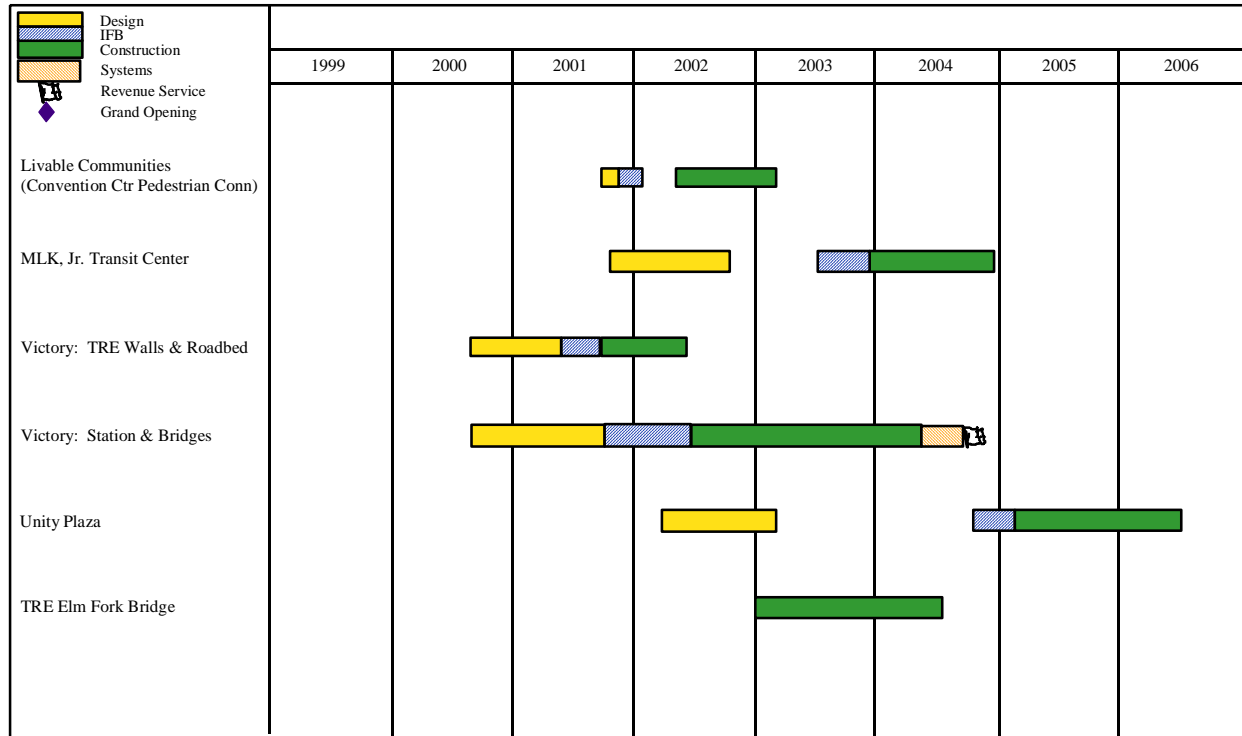 Design
IFB
Construction
Systems
Revenue Service
Grand Opening
1999 2000 2001 2002 2003 2004 2005 2006
Livable Communities
(Convention Ctr Pedestrian Conn)
MLK, Jr. Transit Center
Victory:  TRE Walls & Roadbed
Victory:  Station & Bridges
Unity Plaza
TRE Elm Fork Bridge